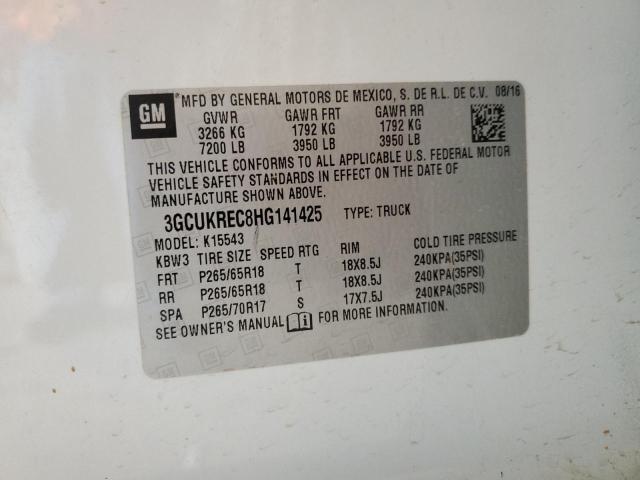 GM *MFD BY GENERAL MOTORS DE MEXICO, S. DE R.L. DE C.V. 08/16
GVWR GAWR FRT GAWR RR
3266 KG 1792 KG 1792 KG
7200 LB 3950 LB 3950 LB
THIS VEHICLE CONFORMS TO ALL APPLICABLE U.S. FEDERAL MOTOR
VEHICLE SAFETY STANDARDS IN EFFECT ON THE DATE OF
MANUFACTURE SHOWN ABOVE.
3GCUKREC8HG141425 TYPE: TRUCK
MODEL: K15543
KBW3 TIRE SIZE SPEED RTG RIM COLD TIRE PRESSURE
FRT P265/65R18 T 18X8.5J 240KPA(35PSI)
RR P265/65R18 T 18X8.5J 240KPA(35PSI)
SPA P265/70R17 S 17X7.5J 240KPA(35PSI)
SEE OWNER'S MANUAL FOR MORE INFORMATION.